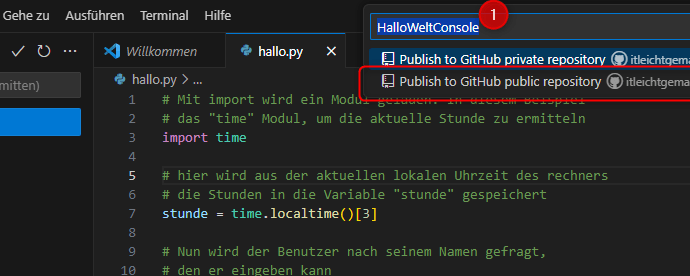 Gehe zu Ausführen Terminal Hilfe
1
HalloWeltConsole
Willkommen hallo.py
Publish to GitHub private repository itleichtgema
Publish to GitHub public repository itleichtgema
hallo.py > ...
1 # Mit import wird ein Modul geladen. In diesem Beispiel
2 # das "time" Modul, um die aktuelle Stunde zu ermitteln
3 import time
4
5 # hier wird aus der aktuellen lokalen Uhrzeit des rechners
6 # die Stunden in die Variable "stunde" gespeichert
7 stunde = time.localtime()[3]
8
9 # Nun wird der Benutzer nach seinem Namen gefragt,
10 # den er eingeben kann